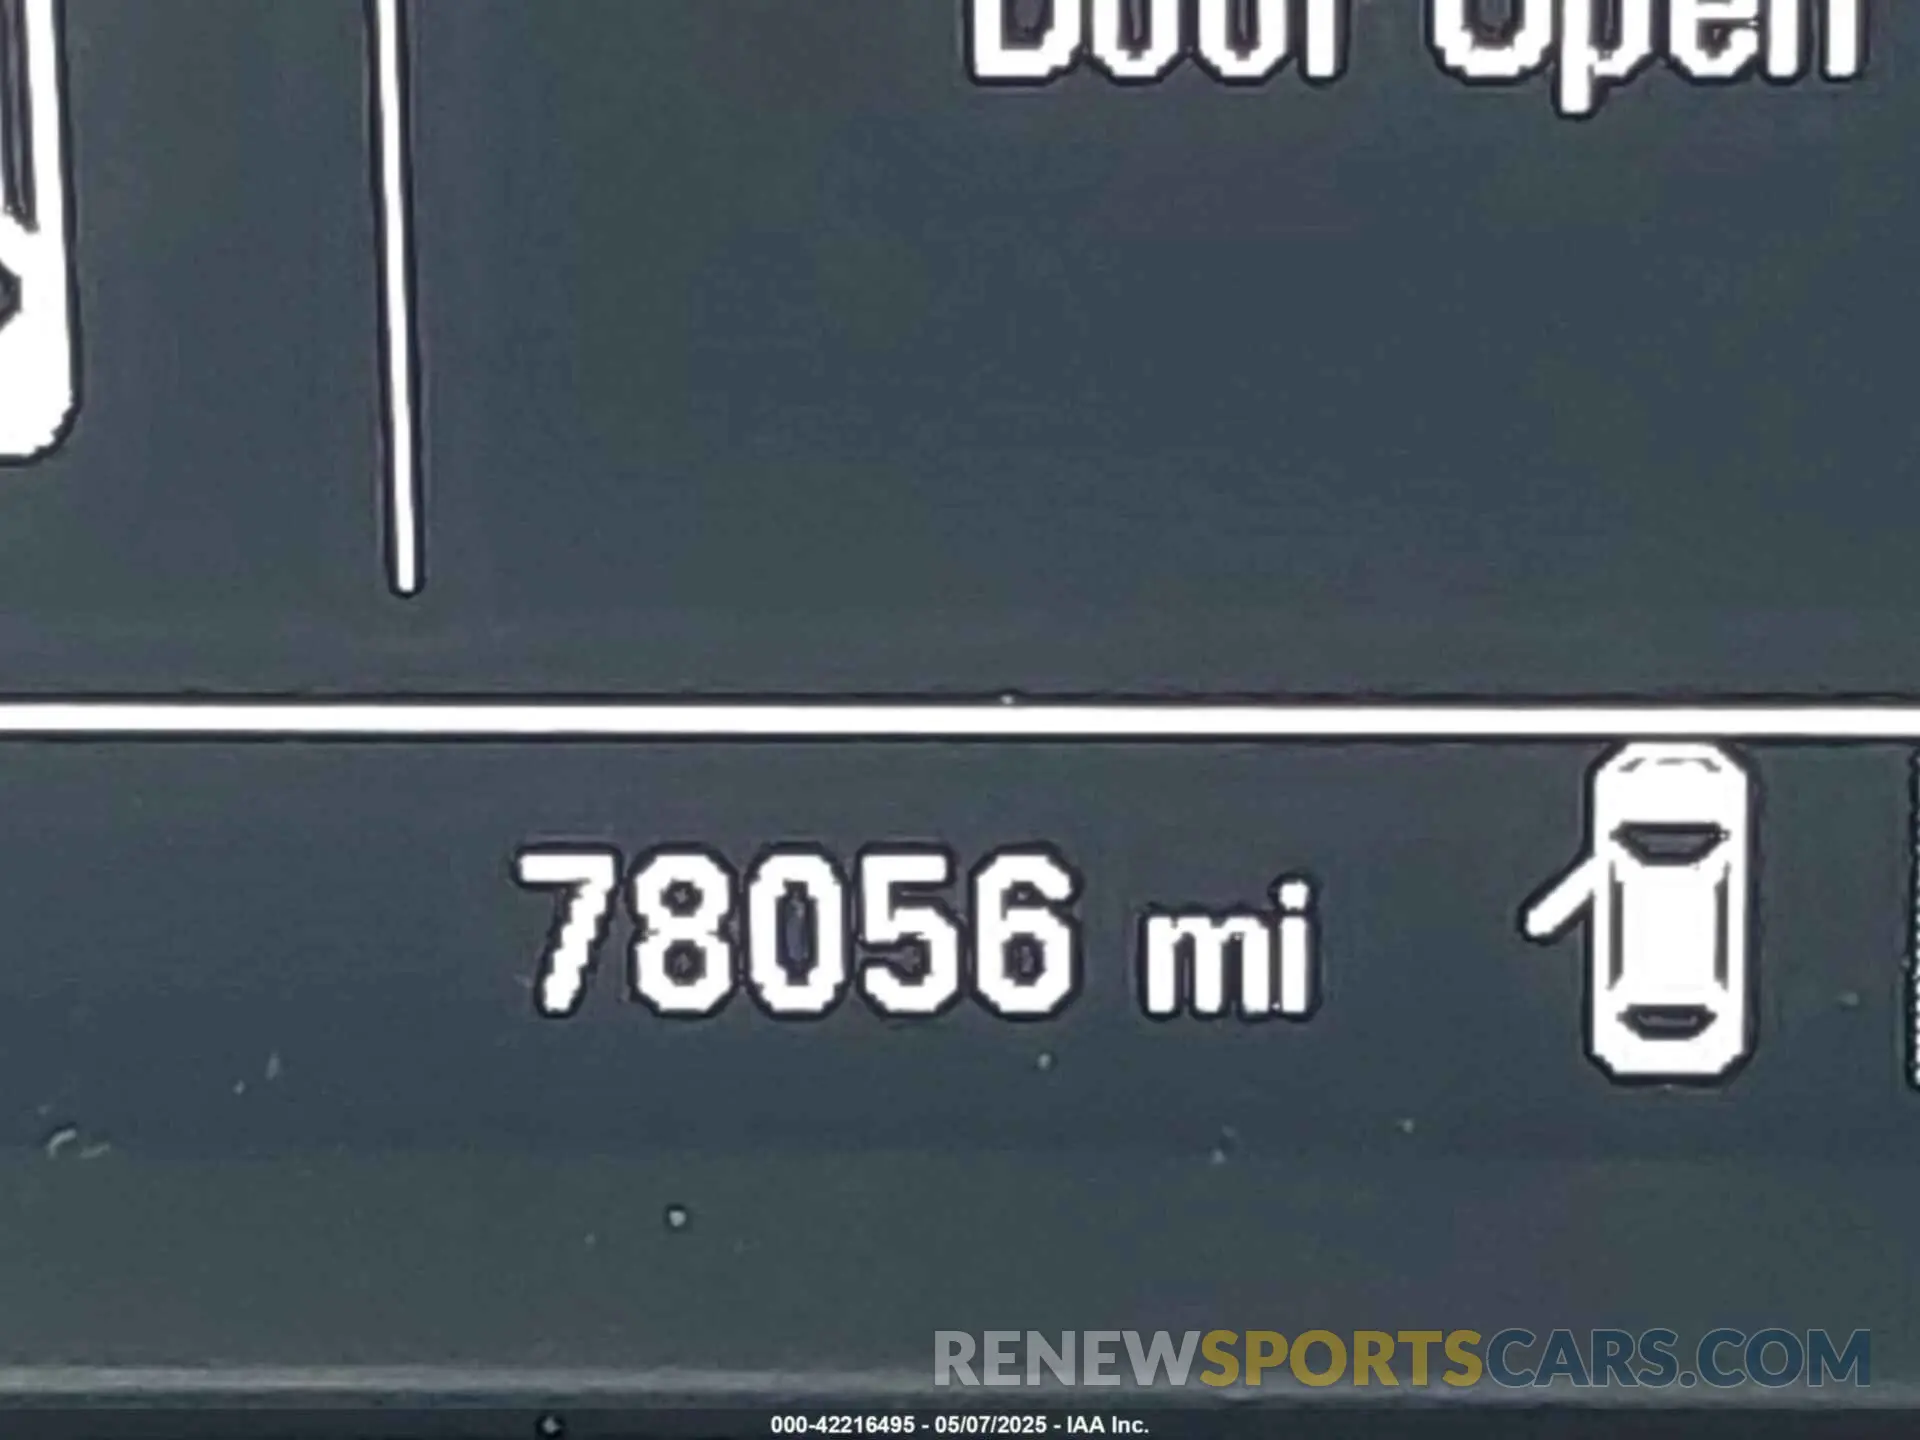 Door Open
78056 mi
RENEWSPORTSCARS.COM
000-42216495 - 05/07/2025 - IAA Inc.